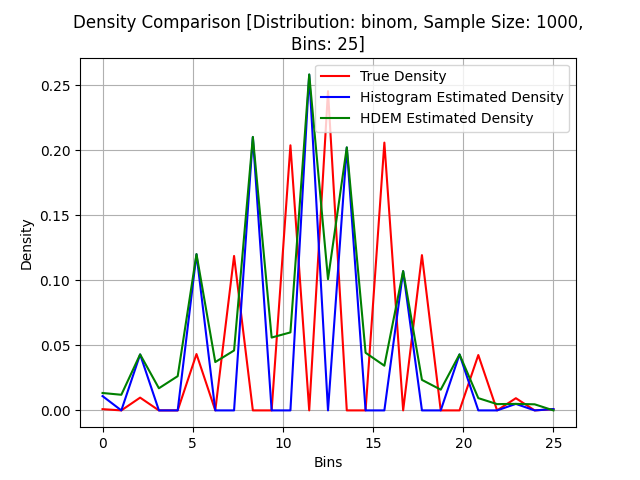 Density Comparison [Distribution: binom, Sample Size: 1000,
Bins: 25]
True Density
Histogram Estimated Density
HDEM Estimated Density
Density
0.25
0.20
0.15
0.10
0.05
0.00
0 5 10 15 20 25
Bins